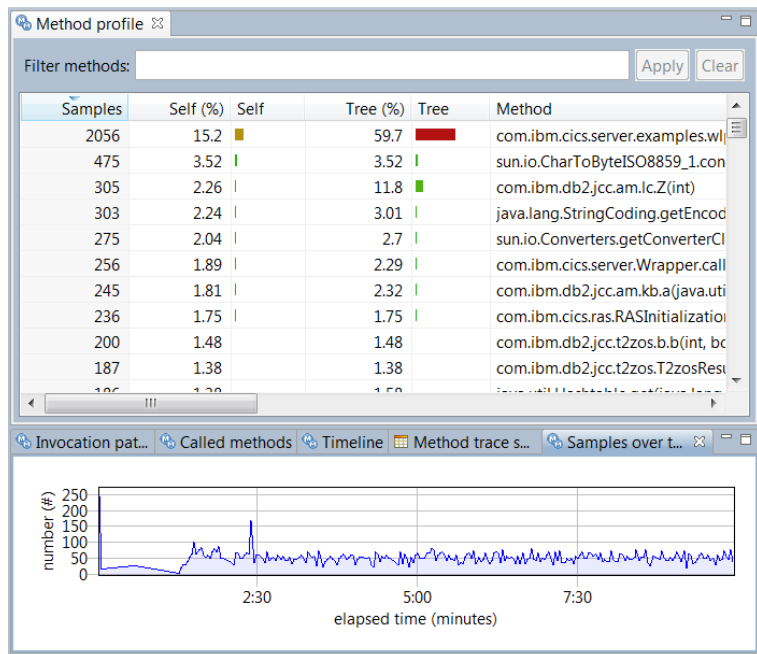 Method profile
Filter methods: Apply Clear
Samples Self (%) Self Tree (%) Tree Method
2056 15.2 59.7 com.ibm.cics.server.examples.wl
475 3.52 3.52 sun.io.CharToByteISO8859_1.con
305 2.26 11.8 com.ibm.db2.jcc.am.lc.Z(int)
303 2.24 3.01 java.lang.StringCoding.getEncod
275 2.04 2.7 sun.io.Converters.getConverterCl
256 1.89 2.29 com.ibm.cics.server.Wrapper.call
245 1.81 2.32 com.ibm.db2.jcc.am.kb.a(java.uti
236 1.75 1.75 com.ibm.cics.ras.RASInitialization
200 1.48 1.48 com.ibm.db2.jcc.t2zos.b.b(int, bo
187 1.38 1.38 com.ibm.db2.jcc.t2zos.T2zosResu
Invocation pat... Called methods Timeline Method trace s... Samples over t...
number (#)
250
200
150
100
50
0
2:30 5:00 7:30
elapsed time (minutes)